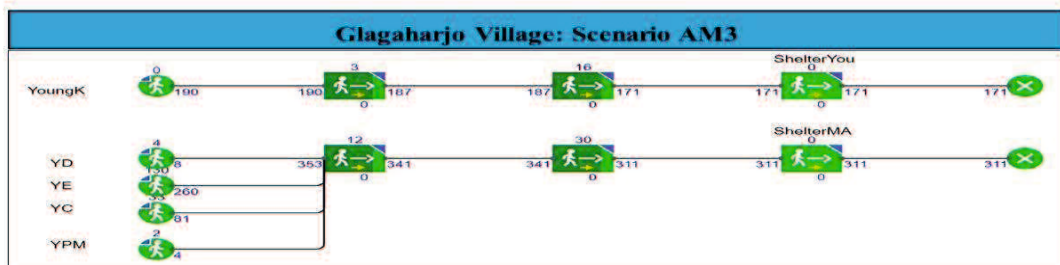 Glagaharjo Village: Scenario AM3
ShelterYou
0 3 16 0
YoungK 190 190 187 187 171 171 171 171
0 0 0
ShelterMA
4 12 30 0
YD 8 353 341 341 311 311 311 311
130 0 0 0
YE 260
YC 81
2
YPM 4